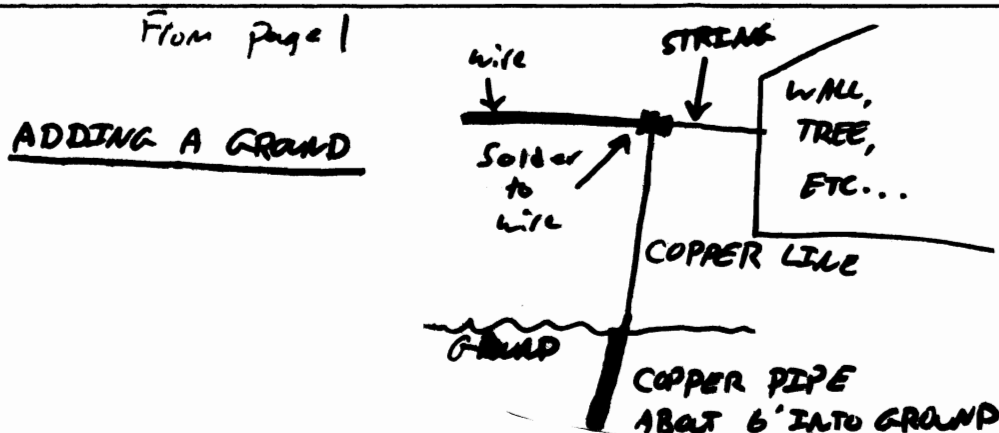 From page 1
ADDING A GROUND
wire
STRING
WALL,
TREE,
ETC...
Solder
to
wire
COPPER LINE
GROUND
COPPER PIPE
ABOUT 6' INTO GROUND